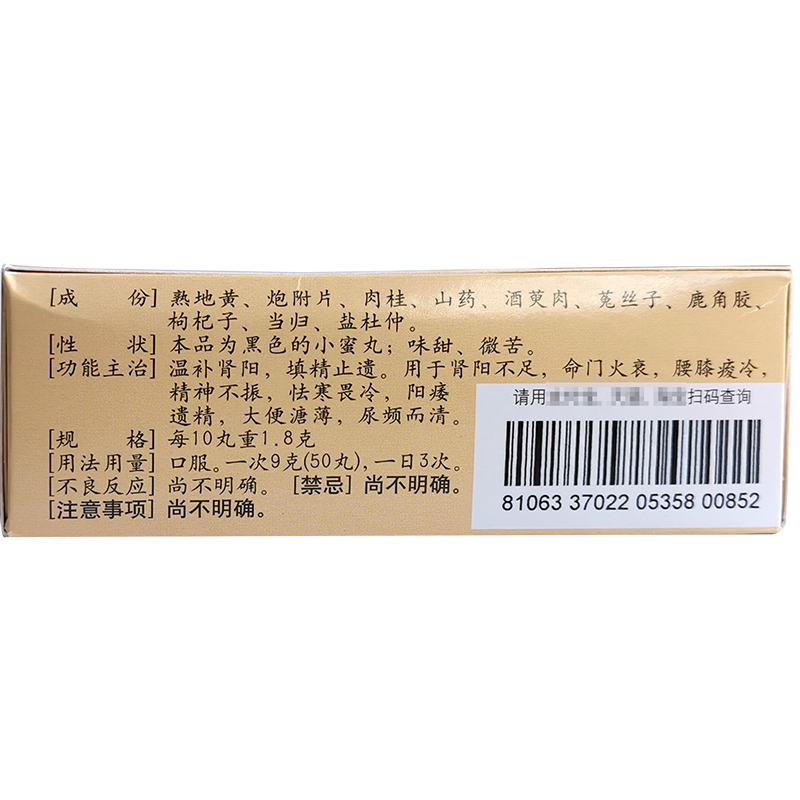 [成份] 熟地黄、炮附片、肉桂、山药、酒萸肉、菟丝子、鹿角胶、
枸杞子、当归、盐杜仲。
[性状] 本品为黑色的小蜜丸；味甜、微苦。
[功能主治] 温补肾阳，填精止遗。用于肾阳不足，命门火衰，腰膝痠冷，
精神不振，怯寒畏冷，阳痿
遗精，大便溏薄，尿频而清。
[规格] 每10丸重1.8克
[用法用量] 口服。一次9克(50丸)，一日3次。
[不良反应] 尚不明确。 [禁忌] 尚不明确。
[注意事项] 尚不明确。
请用
扫码查询
81063 37022 05358 00852